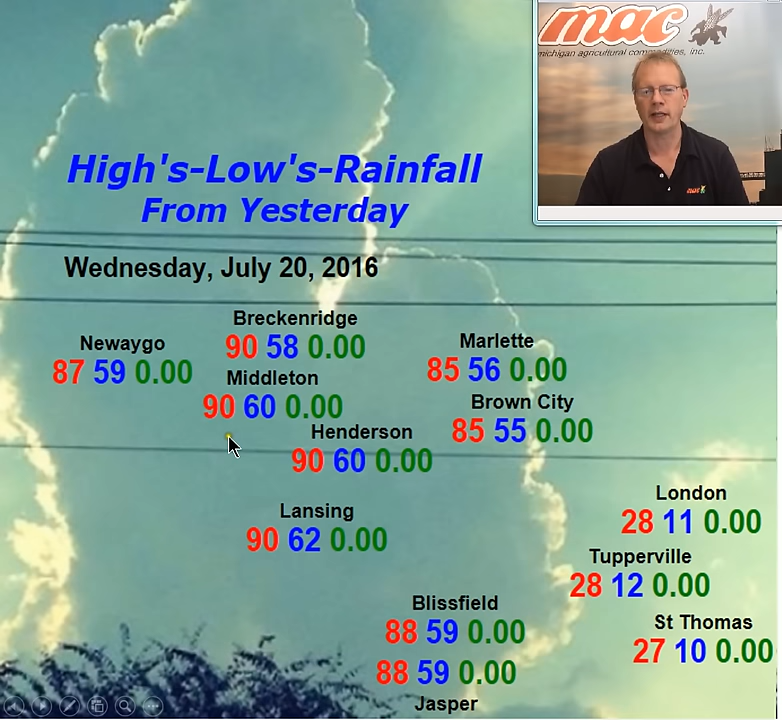 mac
michigan agricultural commodities, inc.
High's-Low's-Rainfall
From Yesterday
Wednesday, July 20, 2016
Breckenridge
90 58 0.00
Newaygo
87 59 0.00
Marlette
85 56 0.00
Middleton
90 60 0.00
Brown City
85 55 0.00
Henderson
90 60 0.00
London
28 11 0.00
Lansing
90 62 0.00
Tupperville
28 12 0.00
Blissfield
88 59 0.00
St Thomas
27 10 0.00
88 59 0.00
Jasper
mac